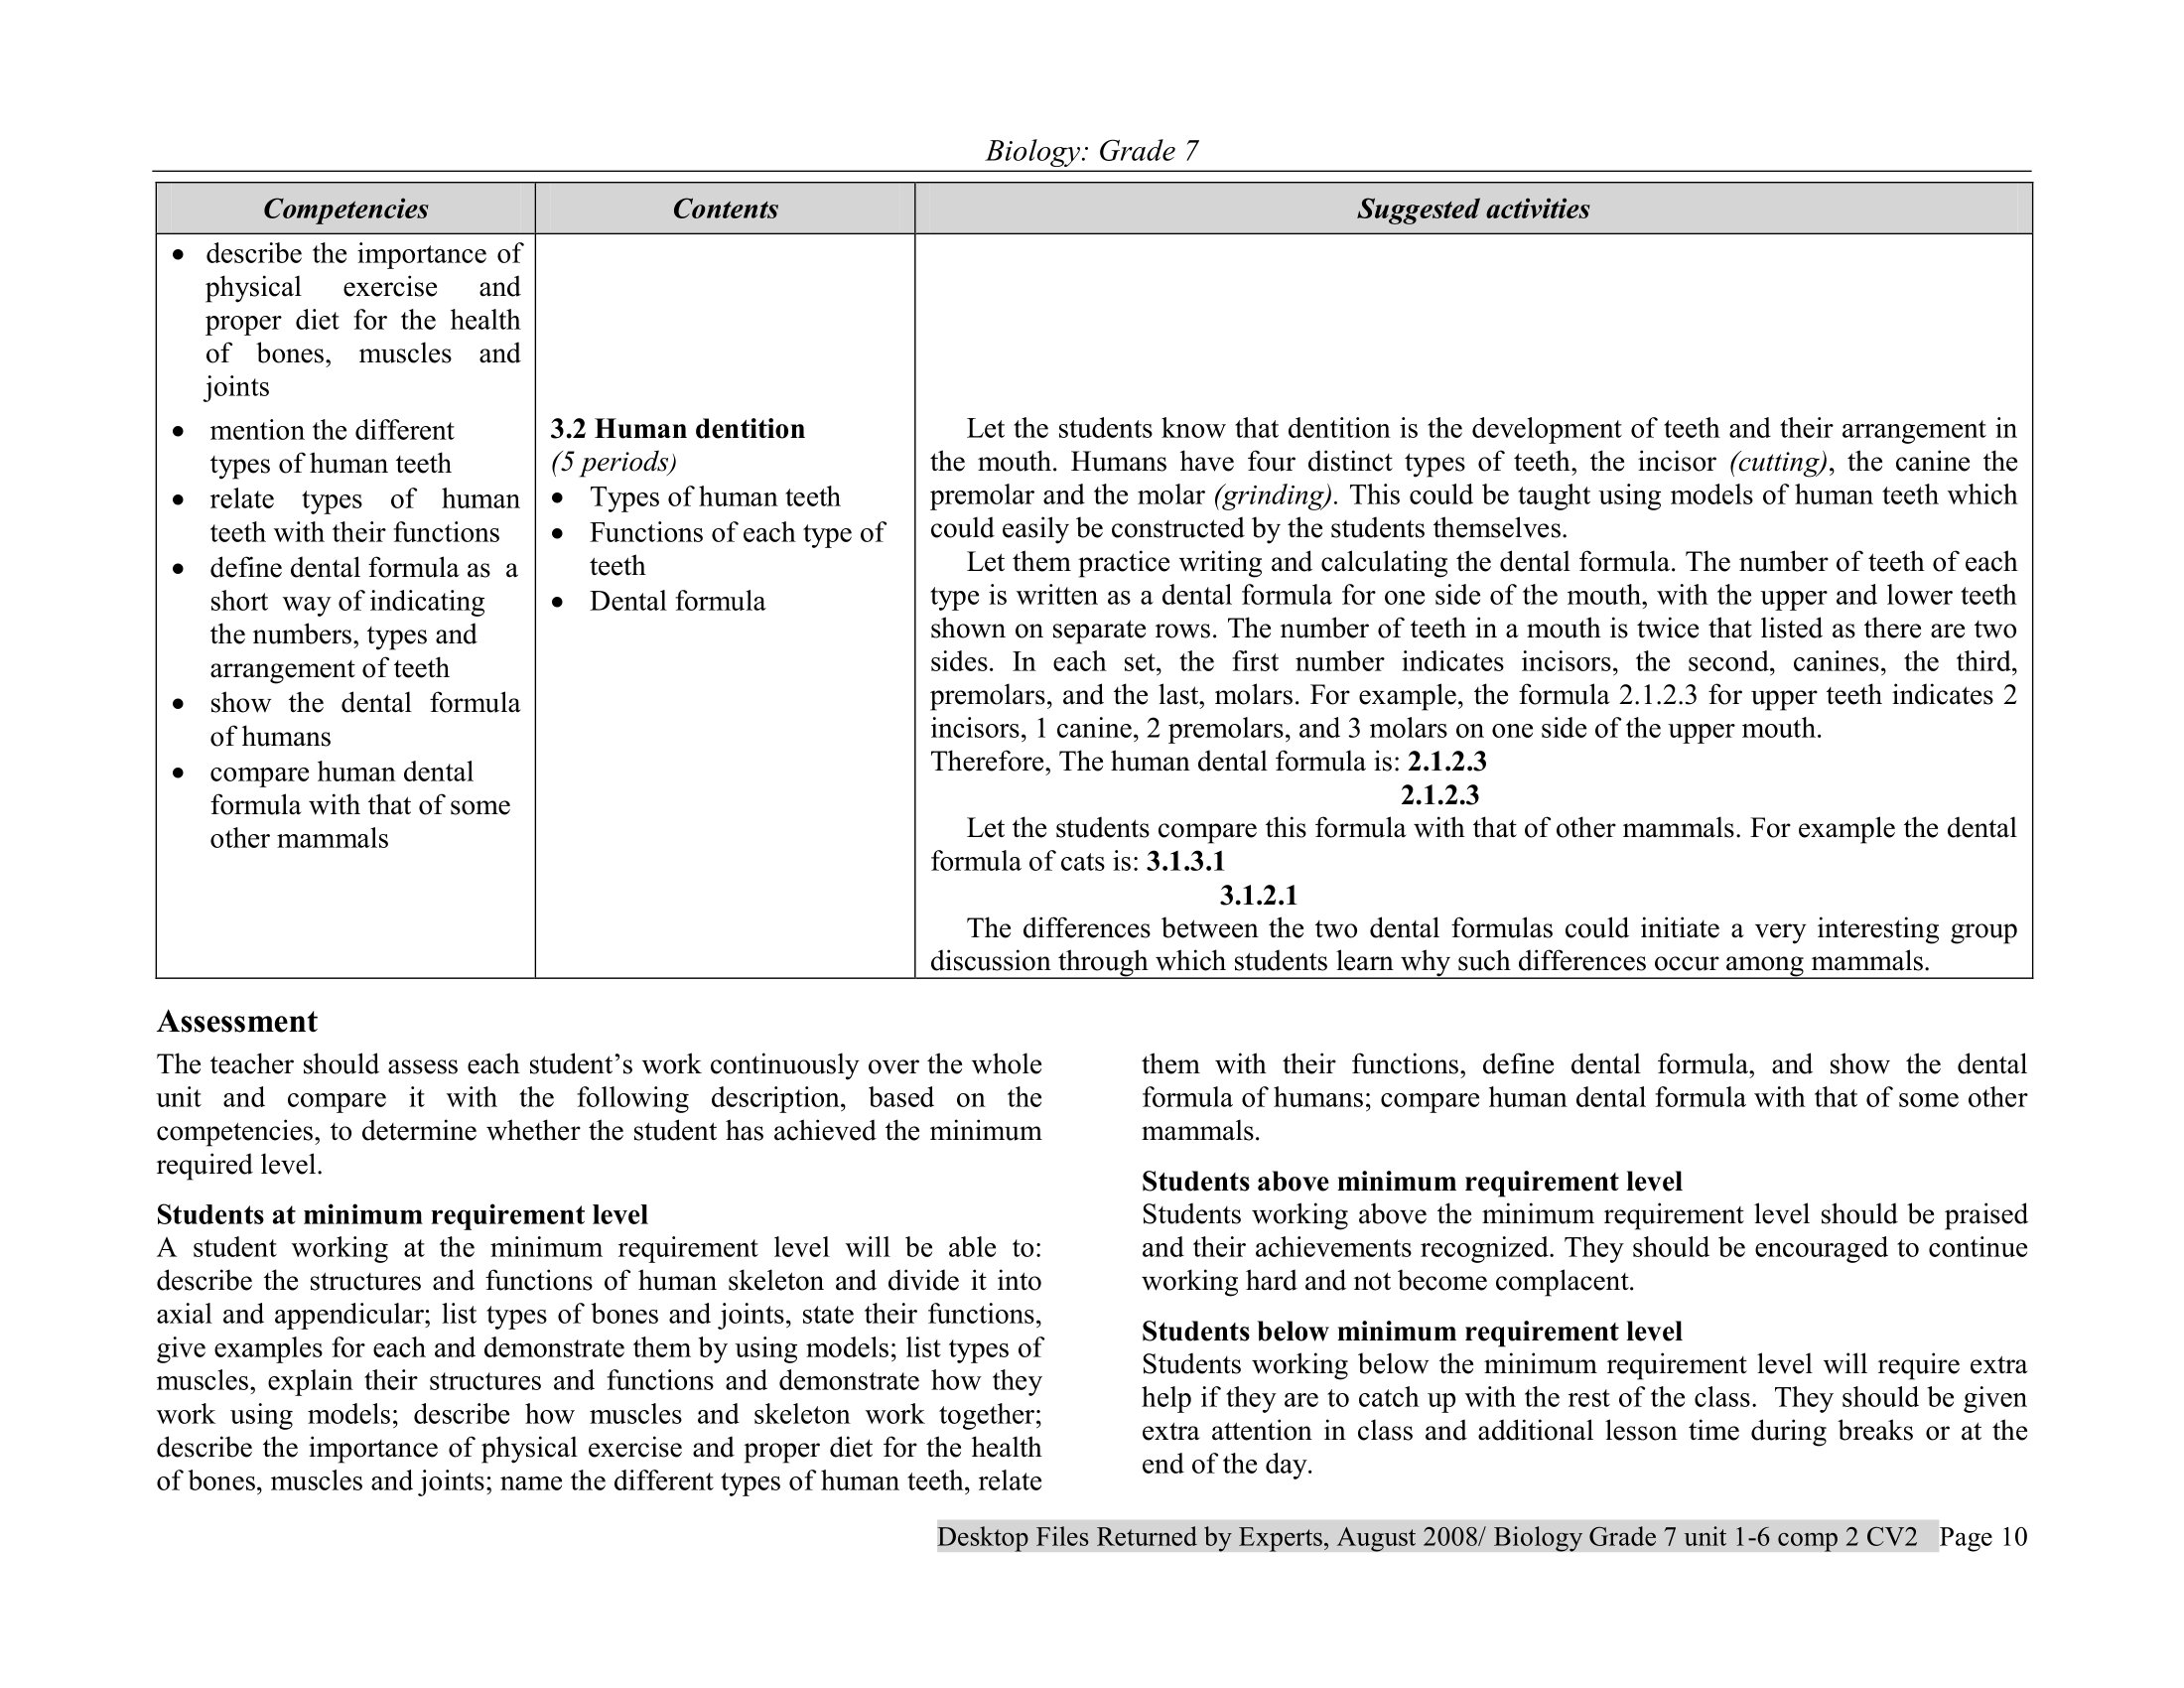 Biology: Grade 7
Competencies
Contents
Suggested activities
• describe the importance of
physical exercise and
proper diet for the health
of bones, muscles and
joints
• mention the different
types of human teeth
• relate types of human
teeth with their functions
• define dental formula as a
short way of indicating
the numbers, types and
arrangement of teeth
• show the dental formula
of humans
• compare human dental
formula with that of some
other mammals
3.2 Human dentition
(5 periods)
• Types of human teeth
• Functions of each type of
teeth
• Dental formula
Let the students know that dentition is the development of teeth and their arrangement in
the mouth. Humans have four distinct types of teeth, the incisor (cutting), the canine the
premolar and the molar (grinding). This could be taught using models of human teeth which
could easily be constructed by the students themselves.
Let them practice writing and calculating the dental formula. The number of teeth of each
type is written as a dental formula for one side of the mouth, with the upper and lower teeth
shown on separate rows. The number of teeth in a mouth is twice that listed as there are two
sides. In each set, the first number indicates incisors, the second, canines, the third,
premolars, and the last, molars. For example, the formula 2.1.2.3 for upper teeth indicates 2
incisors, 1 canine, 2 premolars, and 3 molars on one side of the upper mouth.
Therefore, The human dental formula is: 2.1.2.3
2.1.2.3
Let the students compare this formula with that of other mammals. For example the dental
formula of cats is: 3.1.3.1
3.1.2.1
The differences between the two dental formulas could initiate a very interesting group
discussion through which students learn why such differences occur among mammals.
Assessment
The teacher should assess each student’s work continuously over the whole
unit and compare it with the following description, based on the
competencies, to determine whether the student has achieved the minimum
required level.
Students at minimum requirement level
A student working at the minimum requirement level will be able to:
describe the structures and functions of human skeleton and divide it into
axial and appendicular; list types of bones and joints, state their functions,
give examples for each and demonstrate them by using models; list types of
muscles, explain their structures and functions and demonstrate how they
work using models; describe how muscles and skeleton work together;
describe the importance of physical exercise and proper diet for the health
of bones, muscles and joints; name the different types of human teeth, relate
them with their functions, define dental formula, and show the dental
formula of humans; compare human dental formula with that of some other
mammals.
Students above minimum requirement level
Students working above the minimum requirement level should be praised
and their achievements recognized. They should be encouraged to continue
working hard and not become complacent.
Students below minimum requirement level
Students working below the minimum requirement level will require extra
help if they are to catch up with the rest of the class. They should be given
extra attention in class and additional lesson time during breaks or at the
end of the day.
Desktop Files Returned by Experts, August 2008/ Biology Grade 7 unit 1-6 comp 2 CV2 Page 10